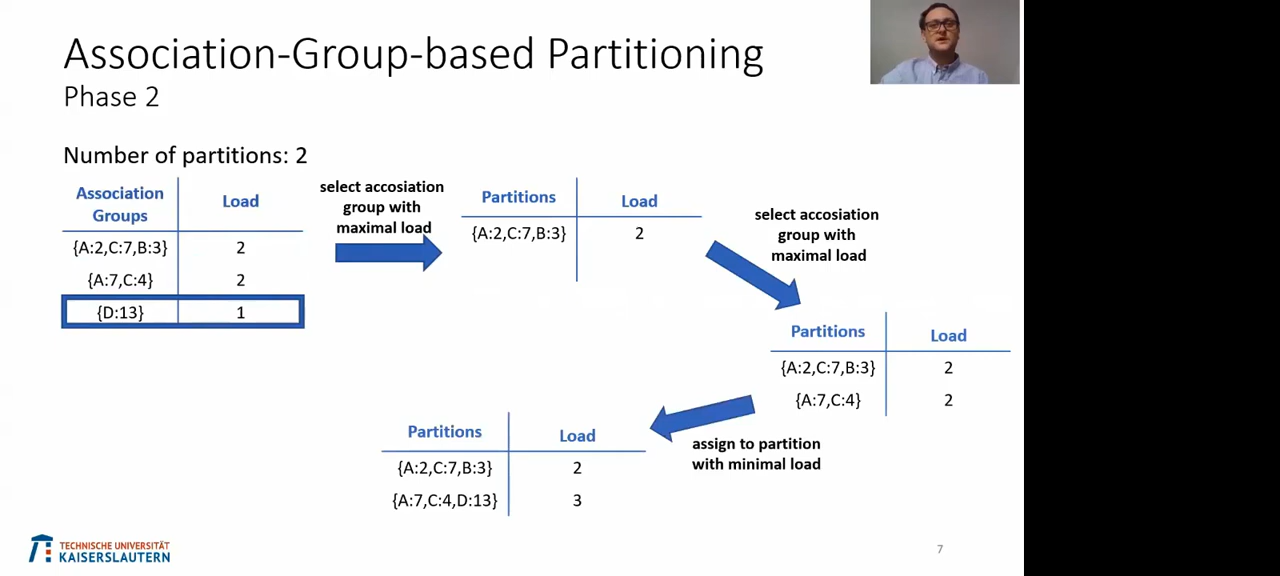 Association-Group-based Partitioning
Phase 2
Number of partitions: 2
Association
Groups
Load
{A:2,C:7,B:3}
2
{A:7,C:4}
2
{D:13}
1
select accosiation
group with
maximal load
Partitions
Load
{A:2,C:7,B:3}
2
select accosiation
group with
maximal load
Partitions
Load
{A:2,C:7,B:3}
2
{A:7,C:4}
2
assign to partition
with minimal load
Partitions
Load
{A:2,C:7,B:3}
2
{A:7,C:4,D:13}
3
TECHNISCHE UNIVERSITÄT
KAISERSLAUTERN
7